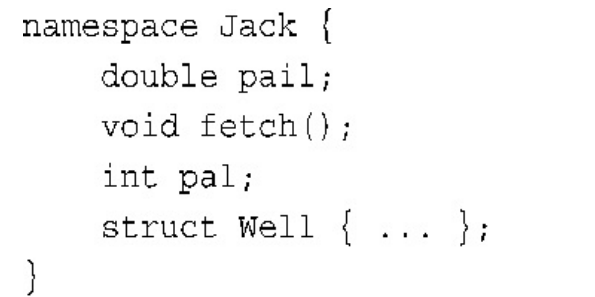 namespace Jack {
    double pail;
    void fetch();
    int pal;
    struct Well { ... };
}